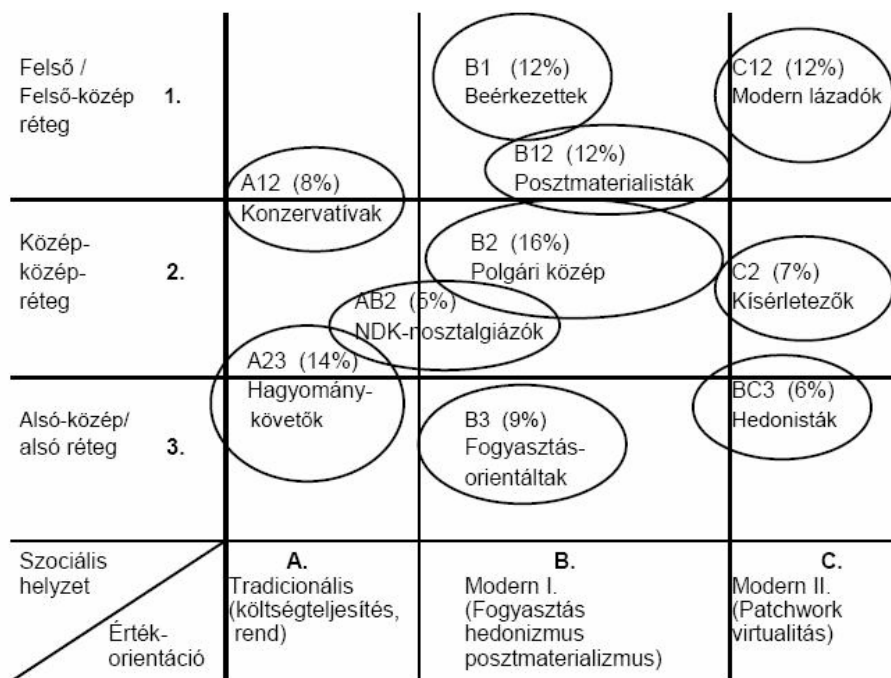 Felső /
Felső-közép 1.
réteg
B1 (12%)
Beérkezettek
C12 (12%)
Modern lázadók
B12 (12%)
Posztmaterialisták
A12 (8%)
Konzervatívak
Közép-
közép- 2.
réteg
B2 (16%)
Polgári közép
C2 (7%)
Kísérletezők
AB2 (5%)
NDK-nosztalgiázók
A23 (14%)
Hagyomány-
követők
Alsó-közép/
alsó réteg 3.
B3 (9%)
Fogyasztás-
orientáltak
BC3 (6%)
Hedonisták
Szociális
helyzet
Érték-
orientáció
A.
Tradicionális
(költségteljesítés,
rend)
B.
Modern I.
(Fogyasztás
hedonizmus
posztmaterializmus)
C.
Modern II.
(Patchwork
virtualitás)